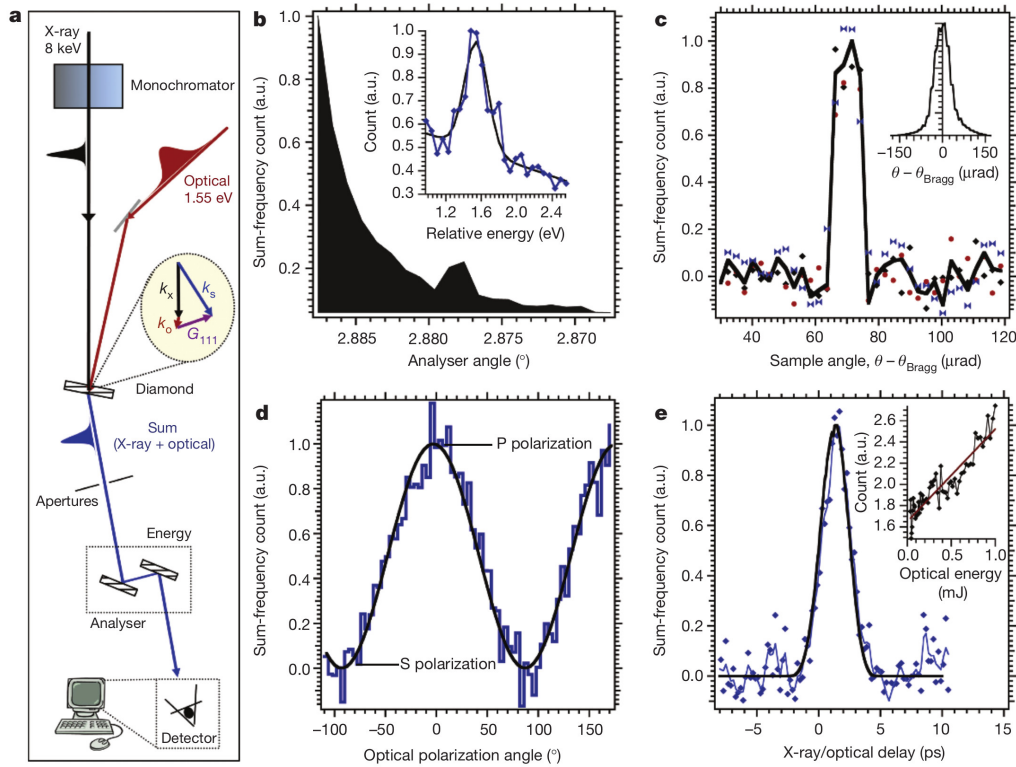 a
X-ray
8 keV
Monochromator
Optical
1.55 eV
kx
ks
ko
G111
Diamond
Sum
(X-ray + optical)
Apertures
Energy
Analyser
Detector
b
Sum-frequency count (a.u.)
1.0
0.8
0.6
0.4
0.2
2.885
2.880
2.875
2.870
Analyser angle (°)
Count (a.u.)
1.0
0.9
0.8
0.7
0.6
0.5
0.4
0.3
1.2
1.6
2.0
2.4
Relative energy (eV)
c
Sum-frequency count (a.u.)
1.0
0.8
0.6
0.4
0.2
0.0
40
60
80
100
120
Sample angle, θ – θBragg (μrad)
−150
0
150
θ – θBragg (μrad)
d
Sum-frequency count (a.u.)
1.0
0.8
0.6
0.4
0.2
0.0
P polarization
S polarization
−100
−50
0
50
100
150
Optical polarization angle (°)
e
Sum-frequency count (a.u.)
1.0
0.8
0.6
0.4
0.2
0.0
−5
0
5
10
15
X-ray/optical delay (ps)
Count (a.u.)
2.6
2.4
2.2
2.0
1.8
1.6
0.0
0.5
1.0
Optical energy
(mJ)